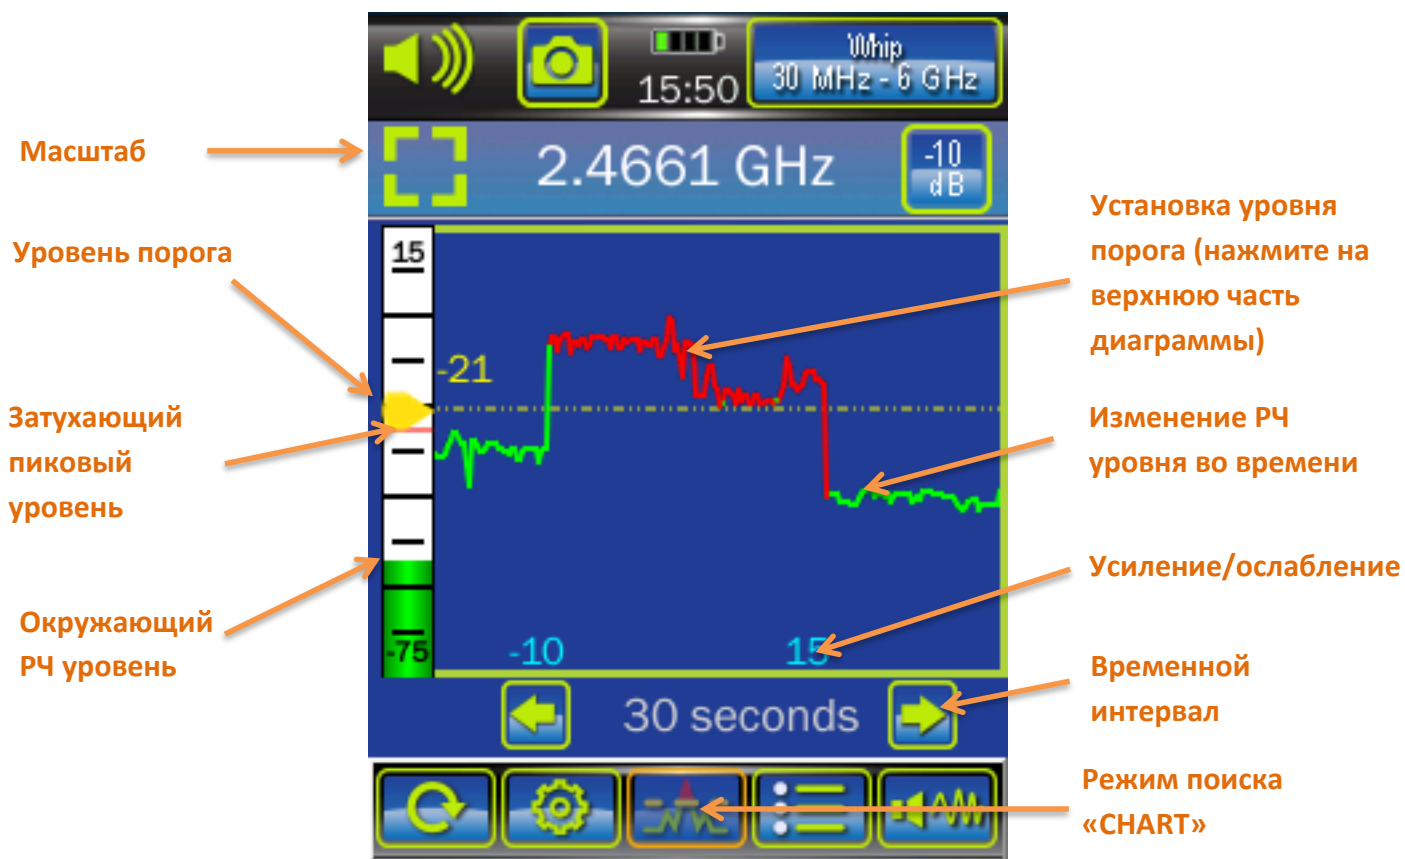 Whip
15:50
30 MHz - 6 GHz
Масштаб
2.4661 GHz
-10
dB
Установка уровня
порога (нажмите на
верхнюю часть
диаграммы)
Уровень порога
15
-21
Затухающий
пиковый
уровень
Изменение РЧ
уровня во времени
Усиление/ослабление
Окружающий
РЧ уровень
-75
-10
15
Временной
интервал
30 seconds
Режим поиска
«CHART»